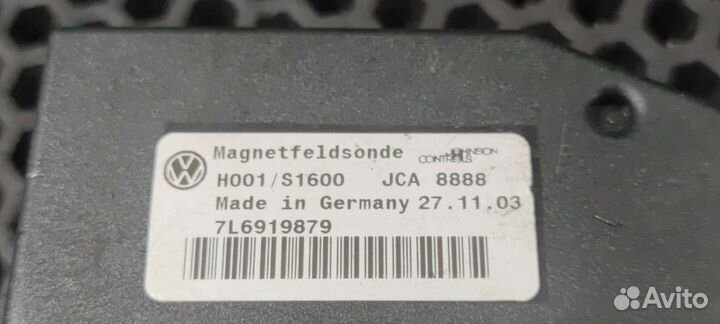 Magnetfeldsonde JOHNSON CONTROLS
H001/S1600 JCA 8888
Made in Germany 27.11.03
7L6919879
Avito